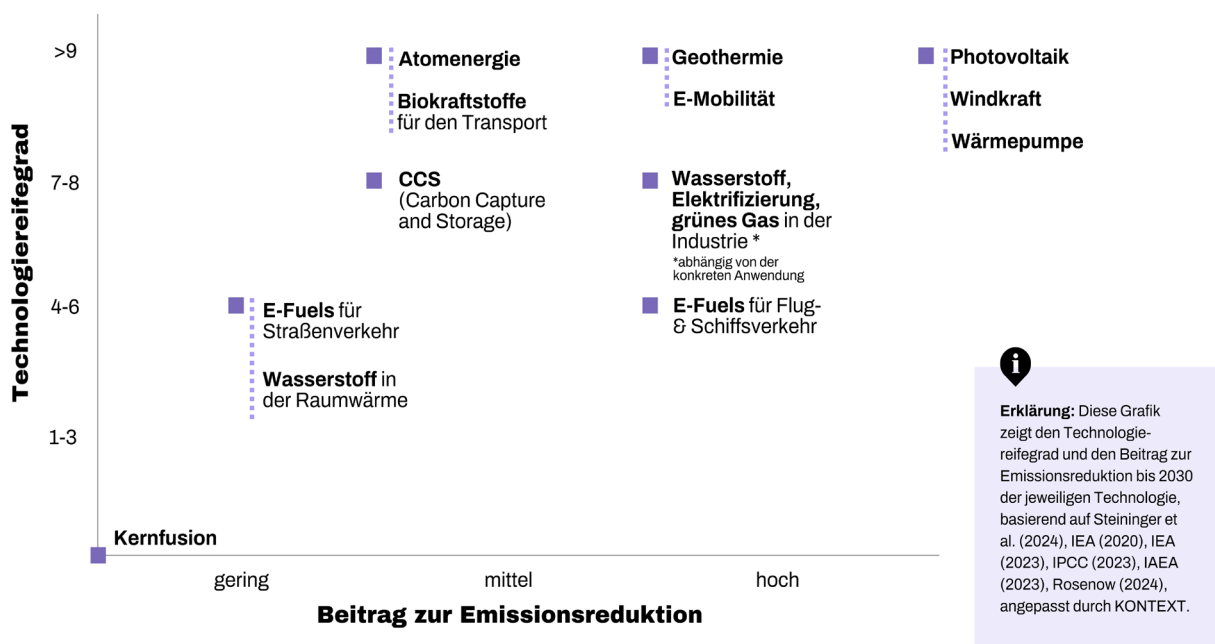 Technologiereifegrad
>9
7-8
4-6
1-3
Atomenergie
Biokraftstoffe
für den Transport
Geothermie
E-Mobilität
Photovoltaik
Windkraft
Wärmepumpe
CCS
(Carbon Capture
and Storage)
Wasserstoff,
Elektrifizierung,
grünes Gas in der
Industrie *
*abhängig von der
konkreten Anwendung
E-Fuels für
Straßenverkehr
Wasserstoff in
der Raumwärme
E-Fuels für Flug-
& Schiffsverkehr
Kernfusion
gering
mittel
hoch
Beitrag zur Emissionsreduktion
i
Erklärung: Diese Grafik
zeigt den Technologie-
reifegrad und den Beitrag zur
Emissionsreduktion bis 2030
der jeweiligen Technologie,
basierend auf Steininger et
al. (2024), IEA (2020), IEA
(2023), IPCC (2023), IAEA
(2023), Rosenow (2024),
angepasst durch KONTEXT.